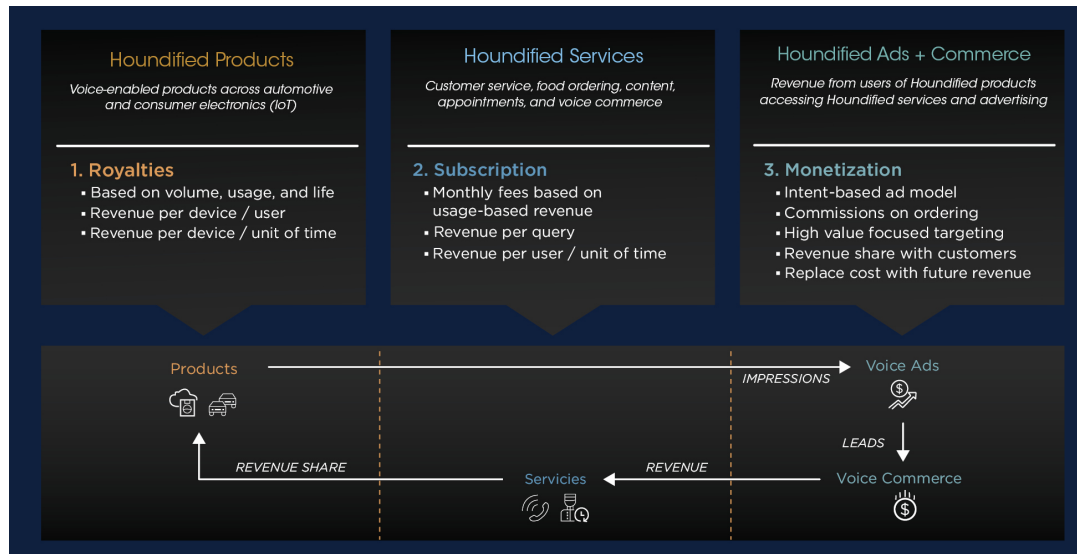 Houndified Products
Voice-enabled products across automotive
and consumer electronics (IoT)
1. Royalties
▪ Based on volume, usage, and life
▪ Revenue per device / user
▪ Revenue per device / unit of time
Houndified Services
Customer service, food ordering, content,
appointments, and voice commerce
2. Subscription
▪ Monthly fees based on
usage-based revenue
▪ Revenue per query
▪ Revenue per user / unit of time
Houndified Ads + Commerce
Revenue from users of Houndified products
accessing Houndified services and advertising
3. Monetization
▪ Intent-based ad model
▪ Commissions on ordering
▪ High value focused targeting
▪ Revenue share with customers
▪ Replace cost with future revenue
Products
IMPRESSIONS
Voice Ads
$
LEADS
REVENUE SHARE
Servicies
REVENUE
Voice Commerce
$